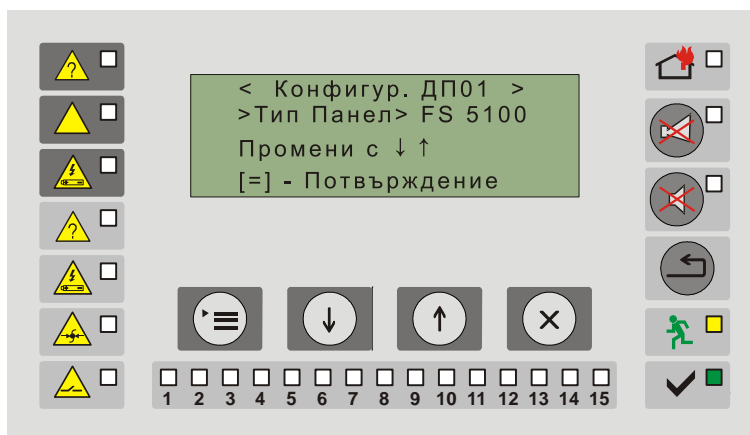 < Конфигур. ДП01 >
>Тип Панел> FS 5100
Промени с ↓ ↑
[=] - Потвърждение
?
?
1 2 3 4 5 6 7 8 9 10 11 12 13 14 15